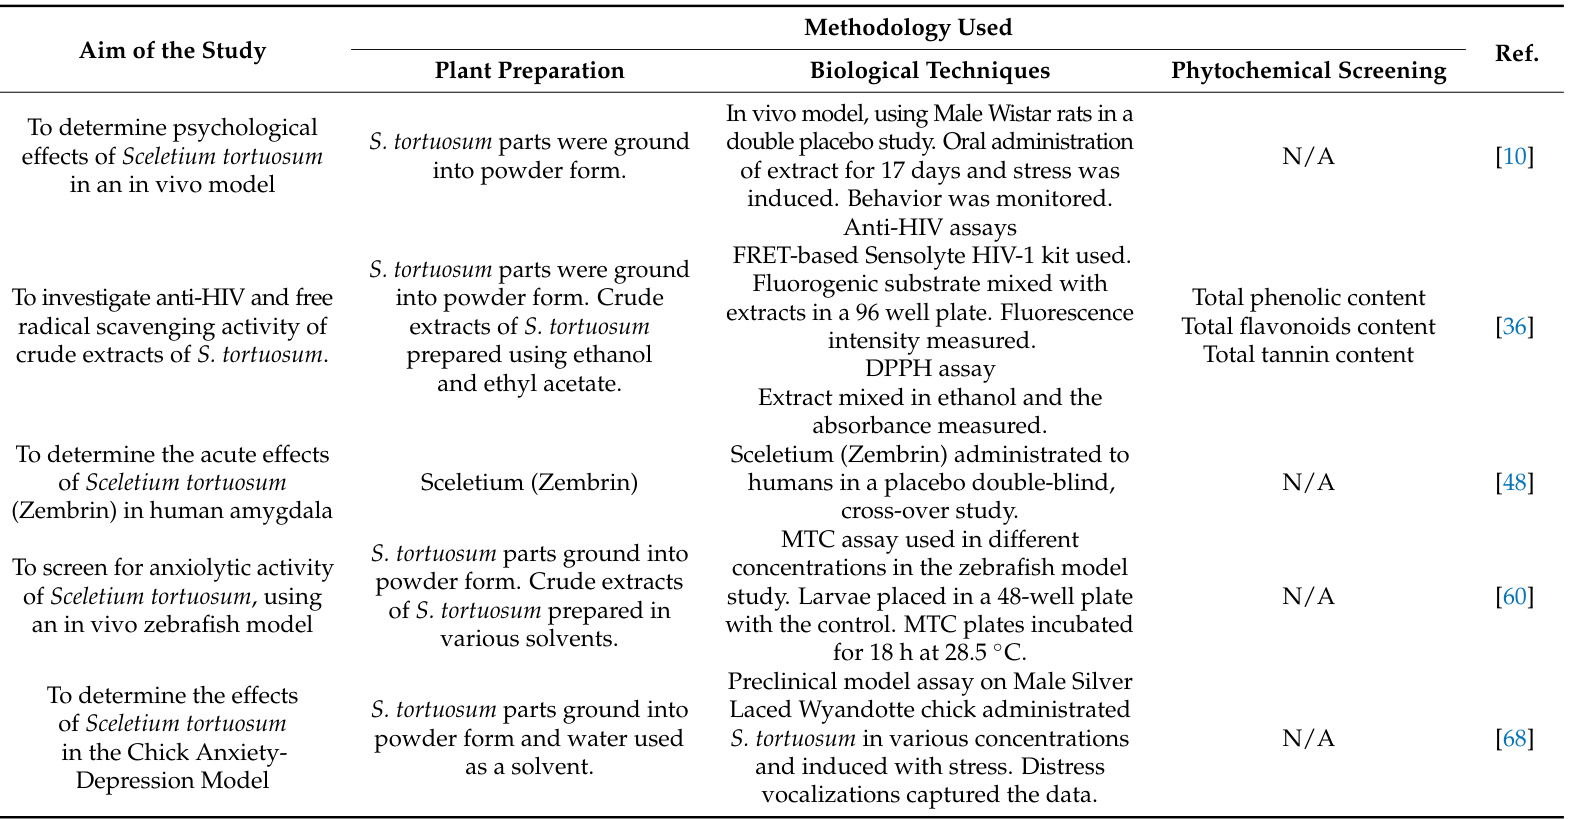 Aim of the Study
Methodology Used
Ref.
Plant Preparation
Biological Techniques
Phytochemical Screening
To determine psychological
effects of Sceletium tortuosum
in an in vivo model
S. tortuosum parts were ground
into powder form.
In vivo model, using Male Wistar rats in a
double placebo study. Oral administration
of extract for 17 days and stress was
induced. Behavior was monitored.
N/A
[10]
To investigate anti-HIV and free
radical scavenging activity of
crude extracts of S. tortuosum.
S. tortuosum parts were ground
into powder form. Crude
extracts of S. tortuosum
prepared using ethanol
and ethyl acetate.
Anti-HIV assays
FRET-based Sensolyte HIV-1 kit used.
Fluorogenic substrate mixed with
extracts in a 96 well plate. Fluorescence
intensity measured.
DPPH assay
Extract mixed in ethanol and the
absorbance measured.
Total phenolic content
Total flavonoids content
Total tannin content
[36]
To determine the acute effects
of Sceletium tortuosum
(Zembrin) in human amygdala
Sceletium (Zembrin)
Sceletium (Zembrin) administrated to
humans in a placebo double-blind,
cross-over study.
N/A
[48]
To screen for anxiolytic activity
of Sceletium tortuosum, using
an in vivo zebrafish model
S. tortuosum parts ground into
powder form. Crude extracts
of S. tortuosum prepared in
various solvents.
MTC assay used in different
concentrations in the zebrafish model
study. Larvae placed in a 48-well plate
with the control. MTC plates incubated
for 18 h at 28.5 °C.
N/A
[60]
To determine the effects
of Sceletium tortuosum
in the Chick Anxiety-
Depression Model
S. tortuosum parts ground into
powder form and water used
as a solvent.
Preclinical model assay on Male Silver
Laced Wyandotte chick administrated
S. tortuosum in various concentrations
and induced with stress. Distress
vocalizations captured the data.
N/A
[68]